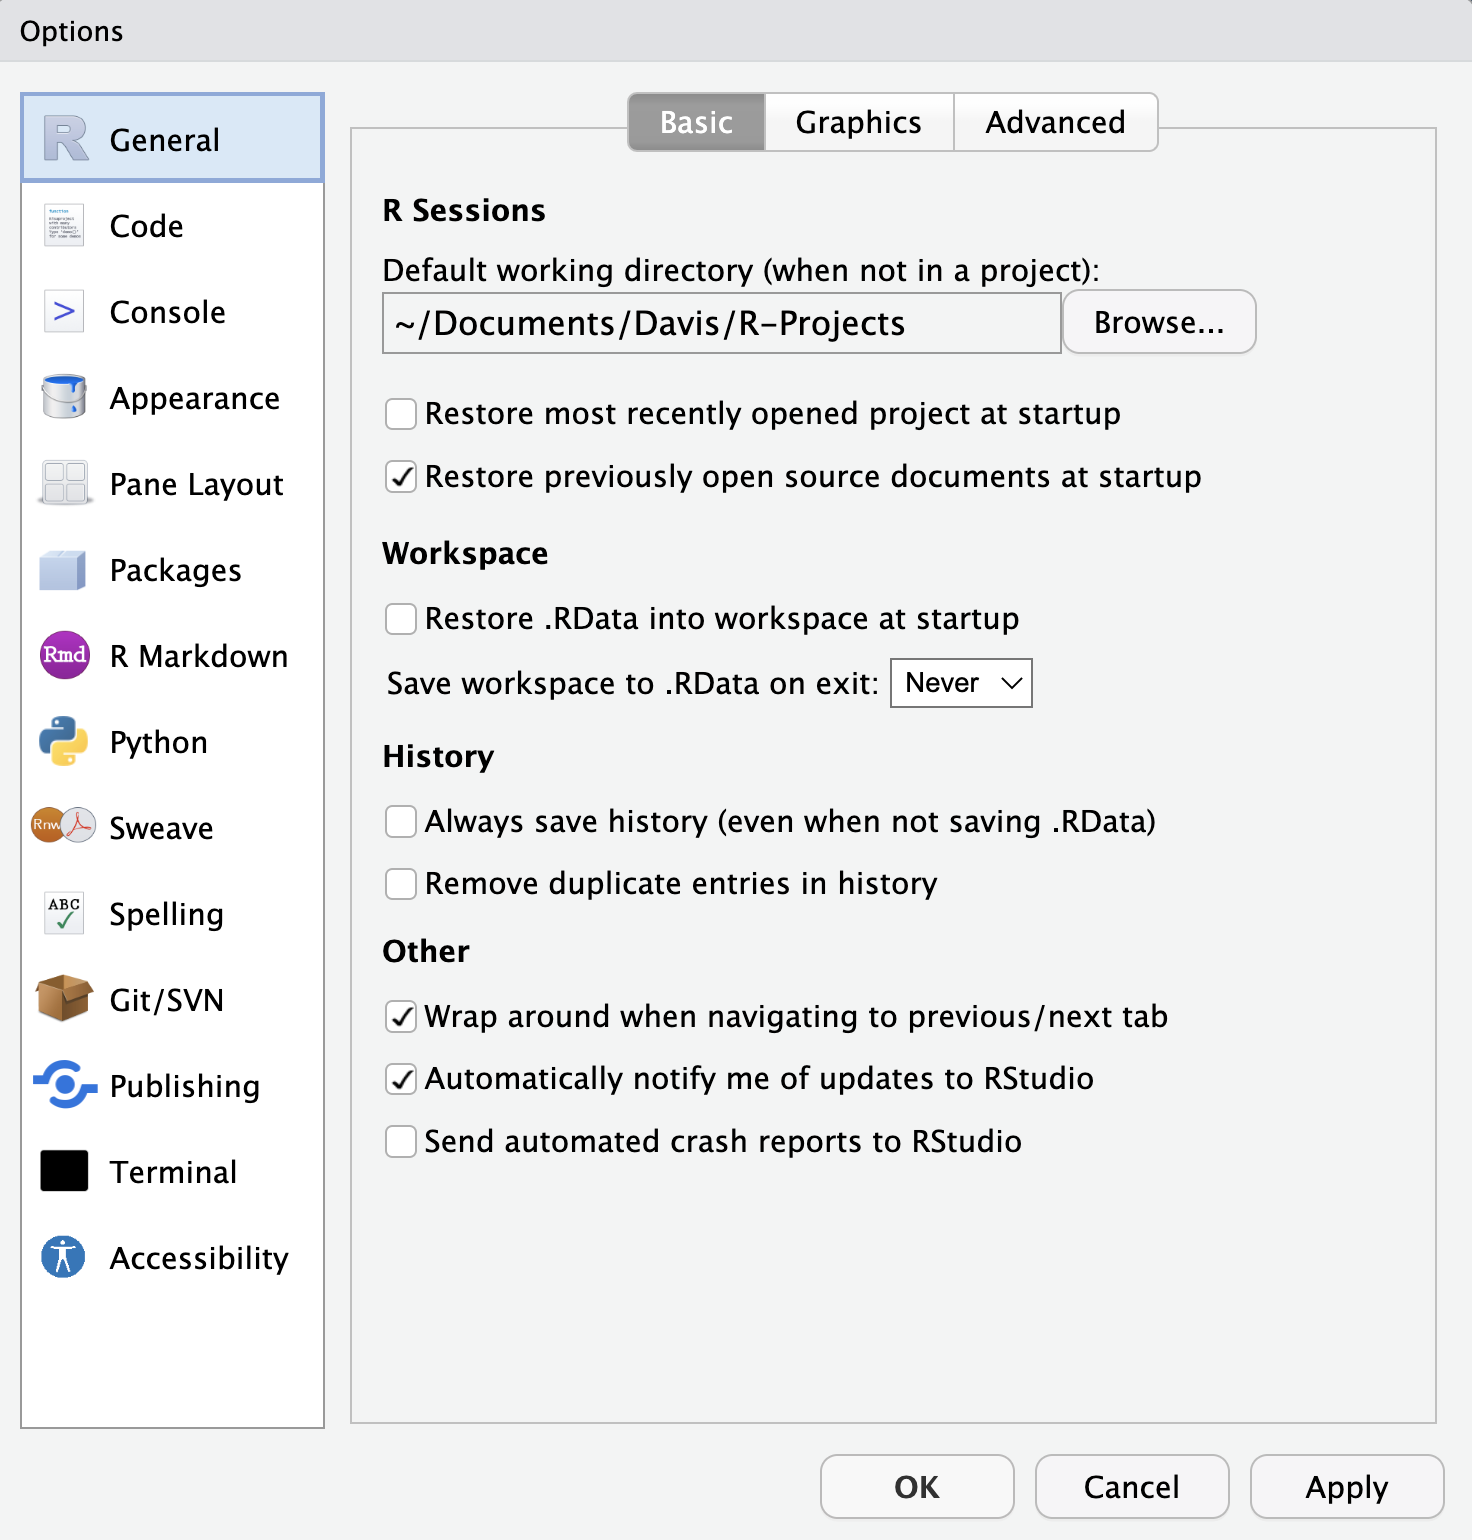 Options
General
Code
Console
Appearance
Pane Layout
Packages
Rmd R Markdown
Python
Rnw Sweave
ABC Spelling
Git/SVN
Publishing
Terminal
Accessibility
Basic Graphics Advanced
R Sessions
Default working directory (when not in a project):
~/Documents/Davis/R-Projects Browse...
Restore most recently opened project at startup
Restore previously open source documents at startup
Workspace
Restore .RData into workspace at startup
Save workspace to .RData on exit: Never
History
Always save history (even when not saving .RData)
Remove duplicate entries in history
Other
Wrap around when navigating to previous/next tab
Automatically notify me of updates to RStudio
Send automated crash reports to RStudio
OK Cancel Apply